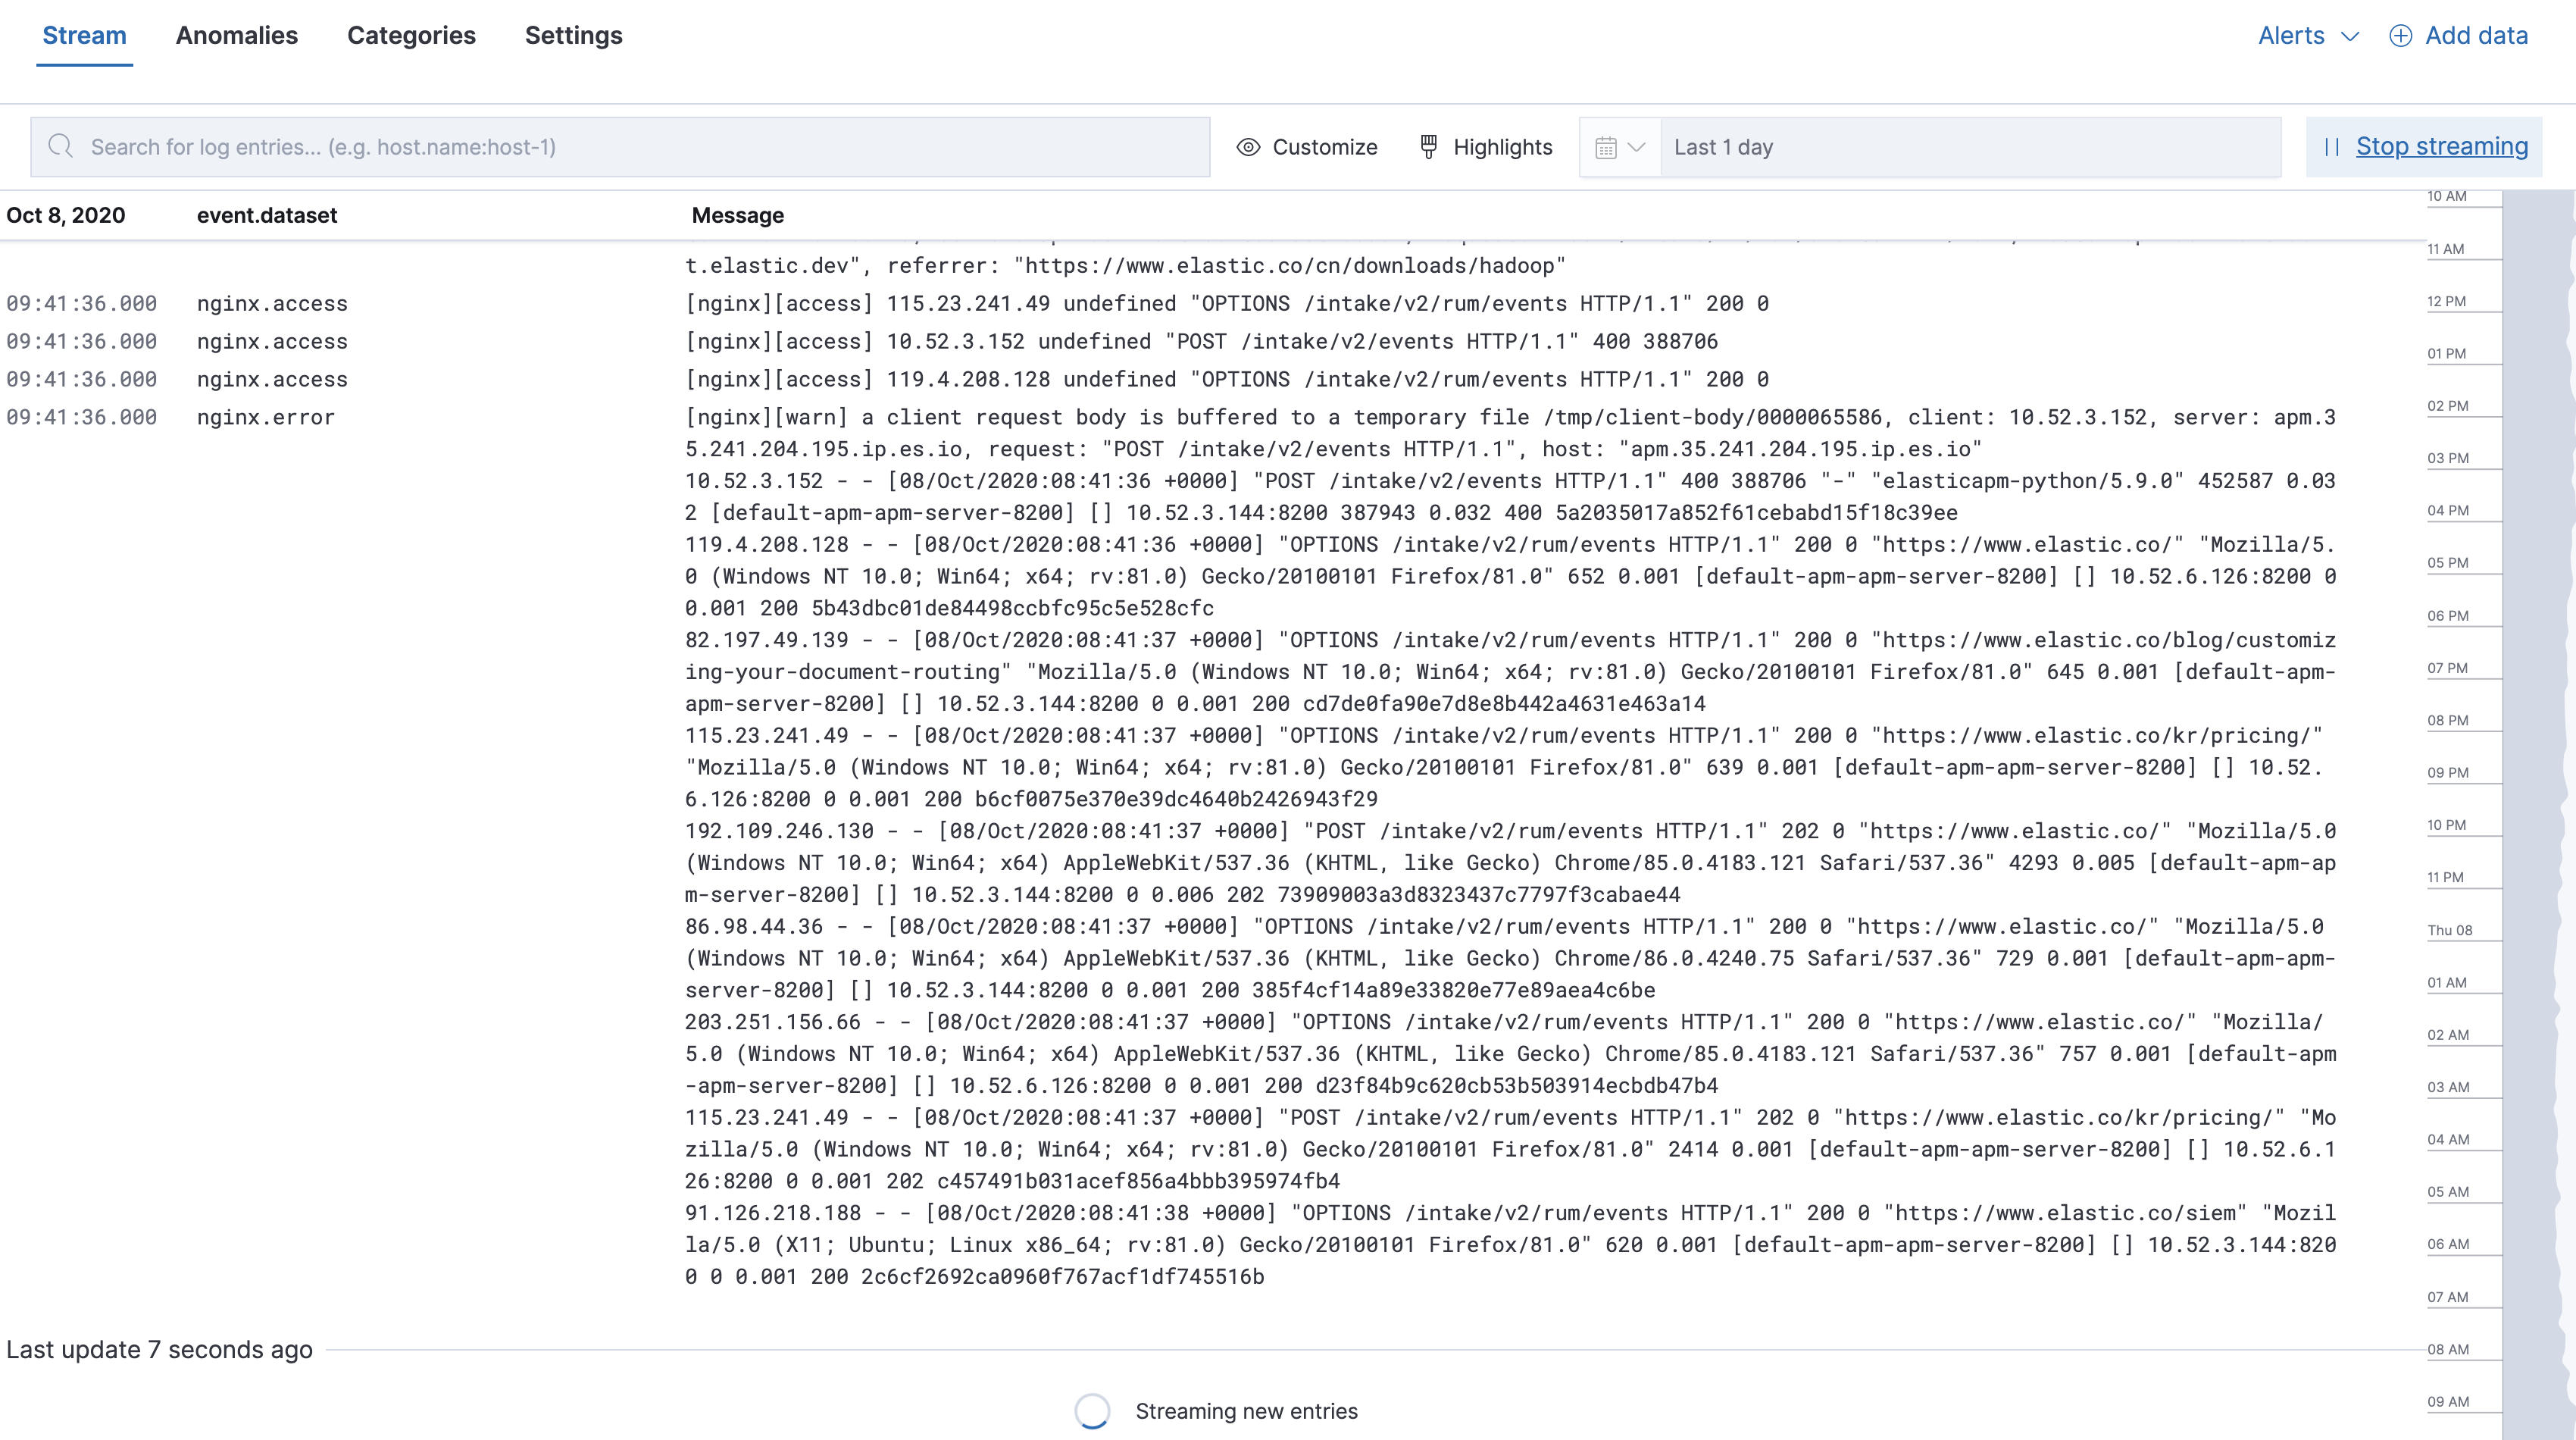 Stream Anomalies Categories Settings Alerts Add data
Search for log entries... (e.g. host.name:host-1) Customize Highlights Last 1 day Stop streaming
Oct 8, 2020 event.dataset Message
t.elastic.dev", referrer: "https://www.elastic.co/cn/downloads/hadoop"
09:41:36.000 nginx.access [nginx][access] 115.23.241.49 undefined "OPTIONS /intake/v2/rum/events HTTP/1.1" 200 0
09:41:36.000 nginx.access [nginx][access] 10.52.3.152 undefined "POST /intake/v2/events HTTP/1.1" 400 388706
09:41:36.000 nginx.access [nginx][access] 119.4.208.128 undefined "OPTIONS /intake/v2/rum/events HTTP/1.1" 200 0
09:41:36.000 nginx.error [nginx][warn] a client request body is buffered to a temporary file /tmp/client-body/0000065586, client: 10.52.3.152, server: apm.3
5.241.204.195.ip.es.io, request: "POST /intake/v2/events HTTP/1.1", host: "apm.35.241.204.195.ip.es.io"
10.52.3.152 - - [08/Oct/2020:08:41:36 +0000] "POST /intake/v2/events HTTP/1.1" 400 388706 "-" "elasticapm-python/5.9.0" 452587 0.03
2 [default-apm-apm-server-8200] [] 10.52.3.144:8200 387943 0.032 400 5a2035017a852f61cebabd15f18c39ee
119.4.208.128 - - [08/Oct/2020:08:41:36 +0000] "OPTIONS /intake/v2/rum/events HTTP/1.1" 200 0 "https://www.elastic.co/" "Mozilla/5.
0 (Windows NT 10.0; Win64; x64; rv:81.0) Gecko/20100101 Firefox/81.0" 652 0.001 [default-apm-apm-server-8200] [] 10.52.6.126:8200 0
0.001 200 5b43dbc01de84498ccbfc95c5e528cfc
82.197.49.139 - - [08/Oct/2020:08:41:37 +0000] "OPTIONS /intake/v2/rum/events HTTP/1.1" 200 0 "https://www.elastic.co/blog/customiz
ing-your-document-routing" "Mozilla/5.0 (Windows NT 10.0; Win64; x64; rv:81.0) Gecko/20100101 Firefox/81.0" 645 0.001 [default-apm-
apm-server-8200] [] 10.52.3.144:8200 0 0.001 200 cd7de0fa90e7d8e8b442a4631e463a14
115.23.241.49 - - [08/Oct/2020:08:41:37 +0000] "OPTIONS /intake/v2/rum/events HTTP/1.1" 200 0 "https://www.elastic.co/kr/pricing/"
"Mozilla/5.0 (Windows NT 10.0; Win64; x64; rv:81.0) Gecko/20100101 Firefox/81.0" 639 0.001 [default-apm-apm-server-8200] [] 10.52.
6.126:8200 0 0.001 200 b6cf0075e370e39dc4640b2426943f29
192.109.246.130 - - [08/Oct/2020:08:41:37 +0000] "POST /intake/v2/rum/events HTTP/1.1" 202 0 "https://www.elastic.co/" "Mozilla/5.0
(Windows NT 10.0; Win64; x64) AppleWebKit/537.36 (KHTML, like Gecko) Chrome/85.0.4183.121 Safari/537.36" 4293 0.005 [default-apm-ap
m-server-8200] [] 10.52.3.144:8200 0 0.006 202 73909003a3d8323437c7797f3cabae44
86.98.44.36 - - [08/Oct/2020:08:41:37 +0000] "OPTIONS /intake/v2/rum/events HTTP/1.1" 200 0 "https://www.elastic.co/" "Mozilla/5.0
(Windows NT 10.0; Win64; x64) AppleWebKit/537.36 (KHTML, like Gecko) Chrome/86.0.4240.75 Safari/537.36" 729 0.001 [default-apm-apm-
server-8200] [] 10.52.3.144:8200 0 0.001 200 385f4cf14a89e33820e77e89aea4c6be
203.251.156.66 - - [08/Oct/2020:08:41:37 +0000] "OPTIONS /intake/v2/rum/events HTTP/1.1" 200 0 "https://www.elastic.co/" "Mozilla/
5.0 (Windows NT 10.0; Win64; x64) AppleWebKit/537.36 (KHTML, like Gecko) Chrome/85.0.4183.121 Safari/537.36" 757 0.001 [default-apm
-apm-server-8200] [] 10.52.6.126:8200 0 0.001 200 d23f84b9c620cb53b503914ecbdb47b4
115.23.241.49 - - [08/Oct/2020:08:41:37 +0000] "POST /intake/v2/rum/events HTTP/1.1" 202 0 "https://www.elastic.co/kr/pricing/" "Mo
zilla/5.0 (Windows NT 10.0; Win64; x64; rv:81.0) Gecko/20100101 Firefox/81.0" 2414 0.001 [default-apm-apm-server-8200] [] 10.52.6.1
26:8200 0 0.001 202 c457491b031acef856a4bbb395974fb4
91.126.218.188 - - [08/Oct/2020:08:41:38 +0000] "OPTIONS /intake/v2/rum/events HTTP/1.1" 200 0 "https://www.elastic.co/siem" "Mozil
la/5.0 (X11; Ubuntu; Linux x86_64; rv:81.0) Gecko/20100101 Firefox/81.0" 620 0.001 [default-apm-apm-server-8200] [] 10.52.3.144:820
0 0 0.001 200 2c6cf2692ca0960f767acf1df745516b
Last update 7 seconds ago
Streaming new entries
10 AM
11 AM
12 PM
01 PM
02 PM
03 PM
04 PM
05 PM
06 PM
07 PM
08 PM
09 PM
10 PM
11 PM
Thu 08
01 AM
02 AM
03 AM
04 AM
05 AM
06 AM
07 AM
08 AM
09 AM